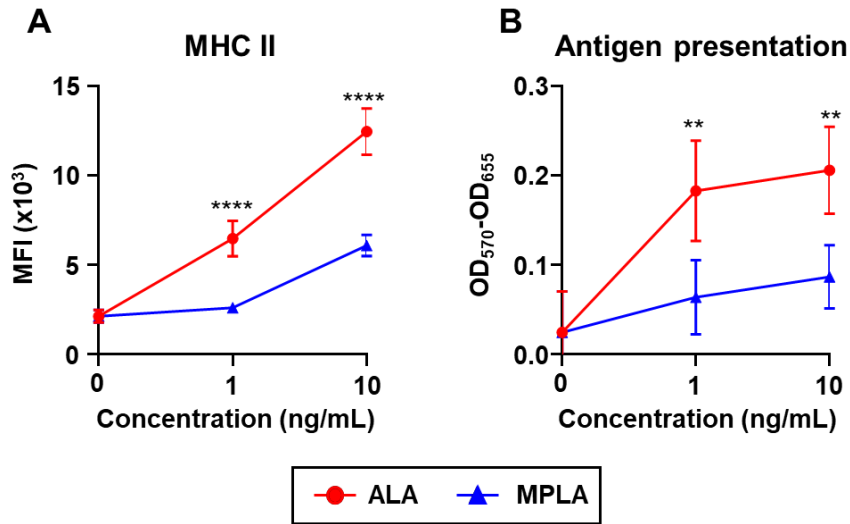 A
MHC II
MFI (x10³)
15
10
5
0
****
****
0
1
10
Concentration (ng/mL)
B
Antigen presentation
OD₅₇₀-OD₆₅₅
0.3
0.2
0.1
0.0
**
**
0
1
10
Concentration (ng/mL)
ALA
MPLA